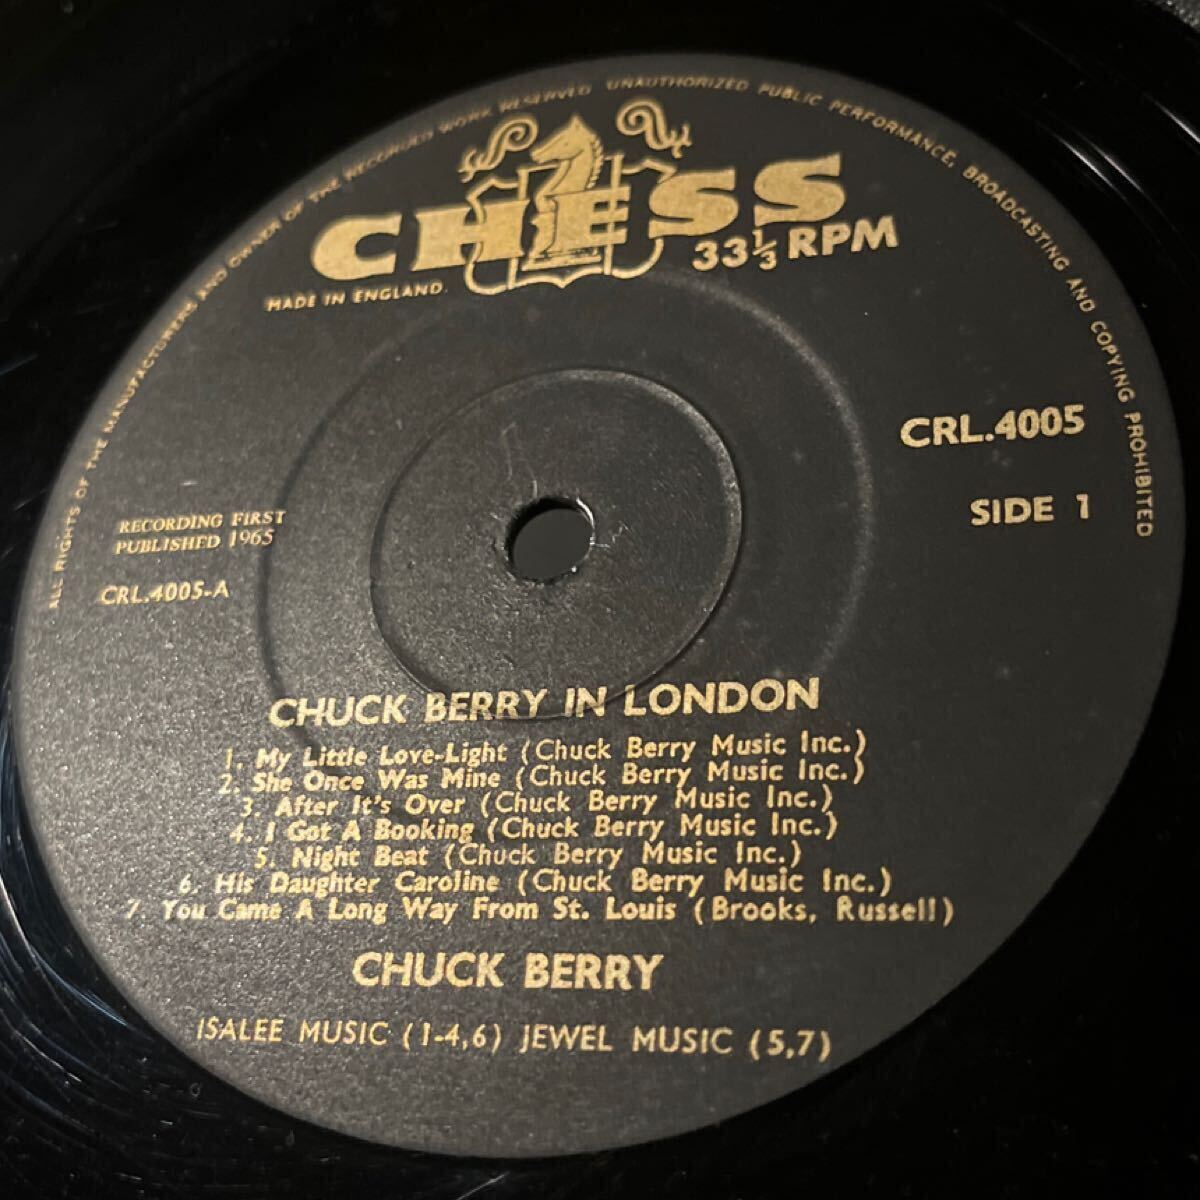 ALL RIGHTS OF THE MANUFACTURERS AND OWNER OF THE RECORDED WORK RESERVED UNAUTHORIZED PUBLIC PERFORMANCE, BROADCASTING AND COPYING PROHIBITED
CHESS
33⅓ RPM
MADE IN ENGLAND.
CRL.4005
SIDE 1
RECORDING FIRST
PUBLISHED 1965
CRL.4005-A
CHUCK BERRY IN LONDON
1. My Little Love-Light (Chuck Berry Music Inc.)
2. She Once Was Mine (Chuck Berry Music Inc.)
3. After It's Over (Chuck Berry Music Inc.)
4. I Got A Booking (Chuck Berry Music Inc.)
5. Night Beat (Chuck Berry Music Inc.)
6. His Daughter Caroline (Chuck Berry Music Inc.)
7. You Came A Long Way From St. Louis (Brooks, Russell)
CHUCK BERRY
ISALEE MUSIC (1-4,6) JEWEL MUSIC (5,7)